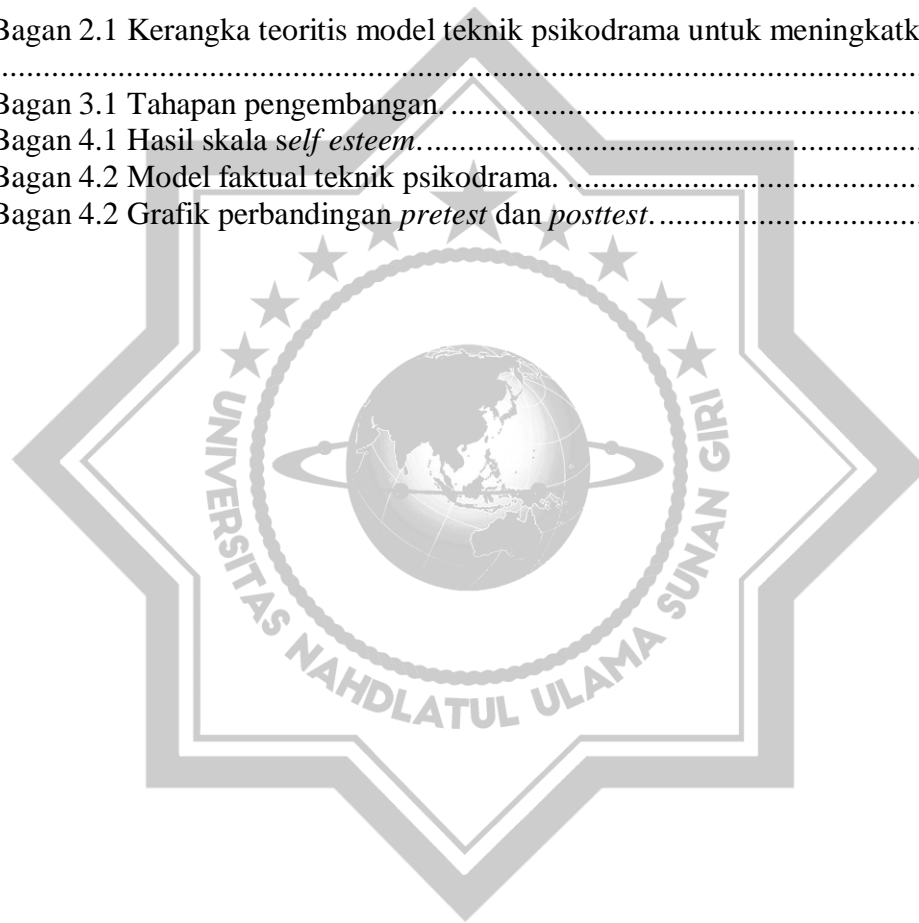 Bagan 2.1 Kerangka teoritis model teknik psikodrama untuk meningkatk
........................................................................................................................
Bagan 3.1 Tahapan pengembangan. .........................................................
Bagan 4.1 Hasil skala self esteem. ............................................................
Bagan 4.2 Model faktual teknik psikodrama. ...........................................
Bagan 4.2 Grafik perbandingan pretest dan posttest. ................................
UNIVERSITAS NAHDLATUL ULAMA SUNAN GIRI